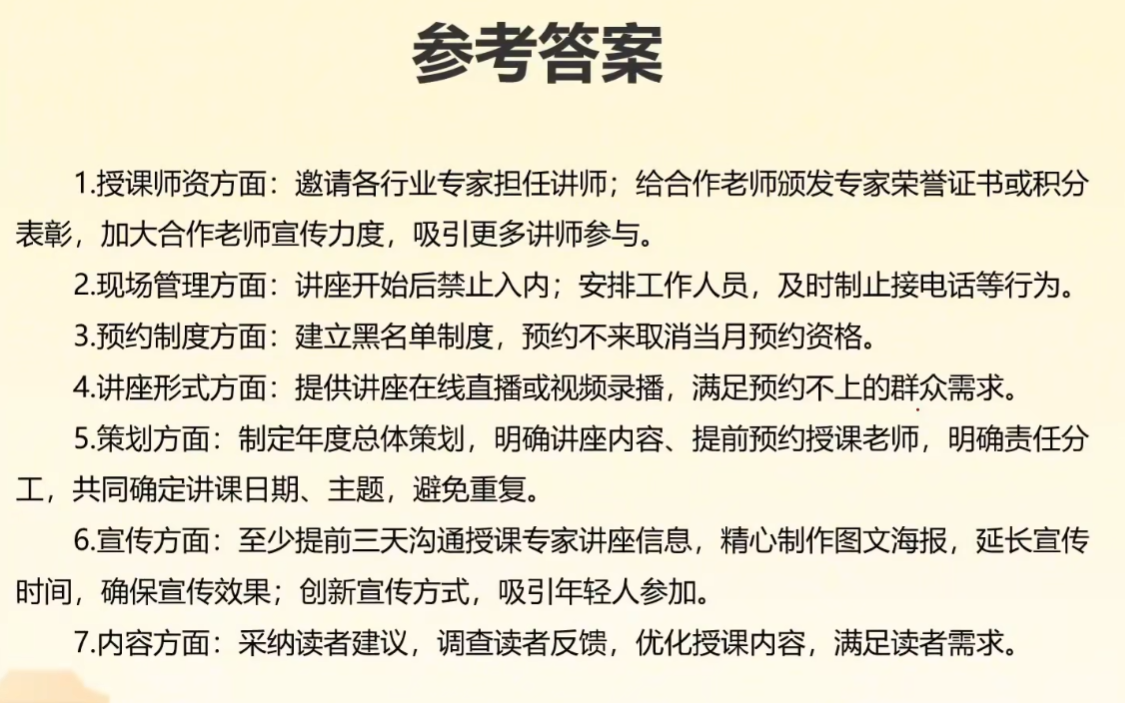 参考答案
1.授课师资方面：邀请各行业专家担任讲师；给合作老师颁发专家荣誉证书或积分
表彰，加大合作老师宣传力度，吸引更多讲师参与。
2.现场管理方面：讲座开始后禁止入内；安排工作人员，及时制止接电话等行为。
3.预约制度方面：建立黑名单制度，预约不来取消当月预约资格。
4.讲座形式方面：提供讲座在线直播或视频录播，满足预约不上的群众需求。
5.策划方面：制定年度总体策划，明确讲座内容、提前预约授课老师，明确责任分
工，共同确定讲课日期、主题，避免重复。
6.宣传方面：至少提前三天沟通授课专家讲座信息，精心制作图文海报，延长宣传
时间，确保宣传效果；创新宣传方式，吸引年轻人参加。
7.内容方面：采纳读者建议，调查读者反馈，优化授课内容，满足读者需求。